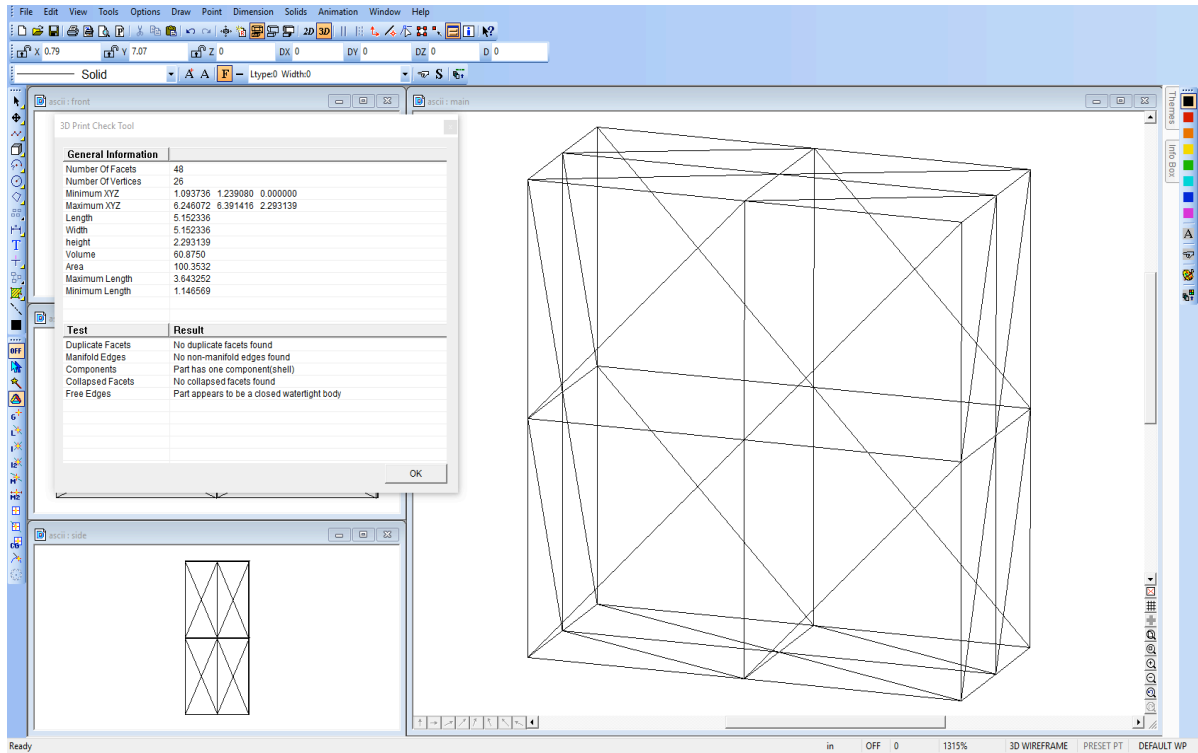 File Edit View Tools Options Draw Point Dimension Solids Animation Window Help
2D 3D
X 0.79 Y 7.07 Z 0 DX 0 DY 0 DZ 0 D 0
Solid A A F Ltype:0 Width:0 S
ascii : front
ascii : main
3D Print Check Tool
General Information
Number Of Facets 48
Number Of Vertices 26
Minimum XYZ 1.093736 1.239080 0.000000
Maximum XYZ 6.246072 6.391416 2.293139
Length 5.152336
Width 5.152336
height 2.293139
Volume 60.8750
Area 100.3532
Maximum Length 3.643252
Minimum Length 1.146569
Test Result
Duplicate Facets No duplicate facets found
Manifold Edges No non-manifold edges found
Components Part has one component(shell)
Collapsed Facets No collapsed facets found
Free Edges Part appears to be a closed watertight body
OK
ascii : side
Themes
Info Box
A
T
OFF
G
L
I
I2
M
M2
CG
Ready in OFF 0 1315% 3D WIREFRAME PRESET PT DEFAULT WP